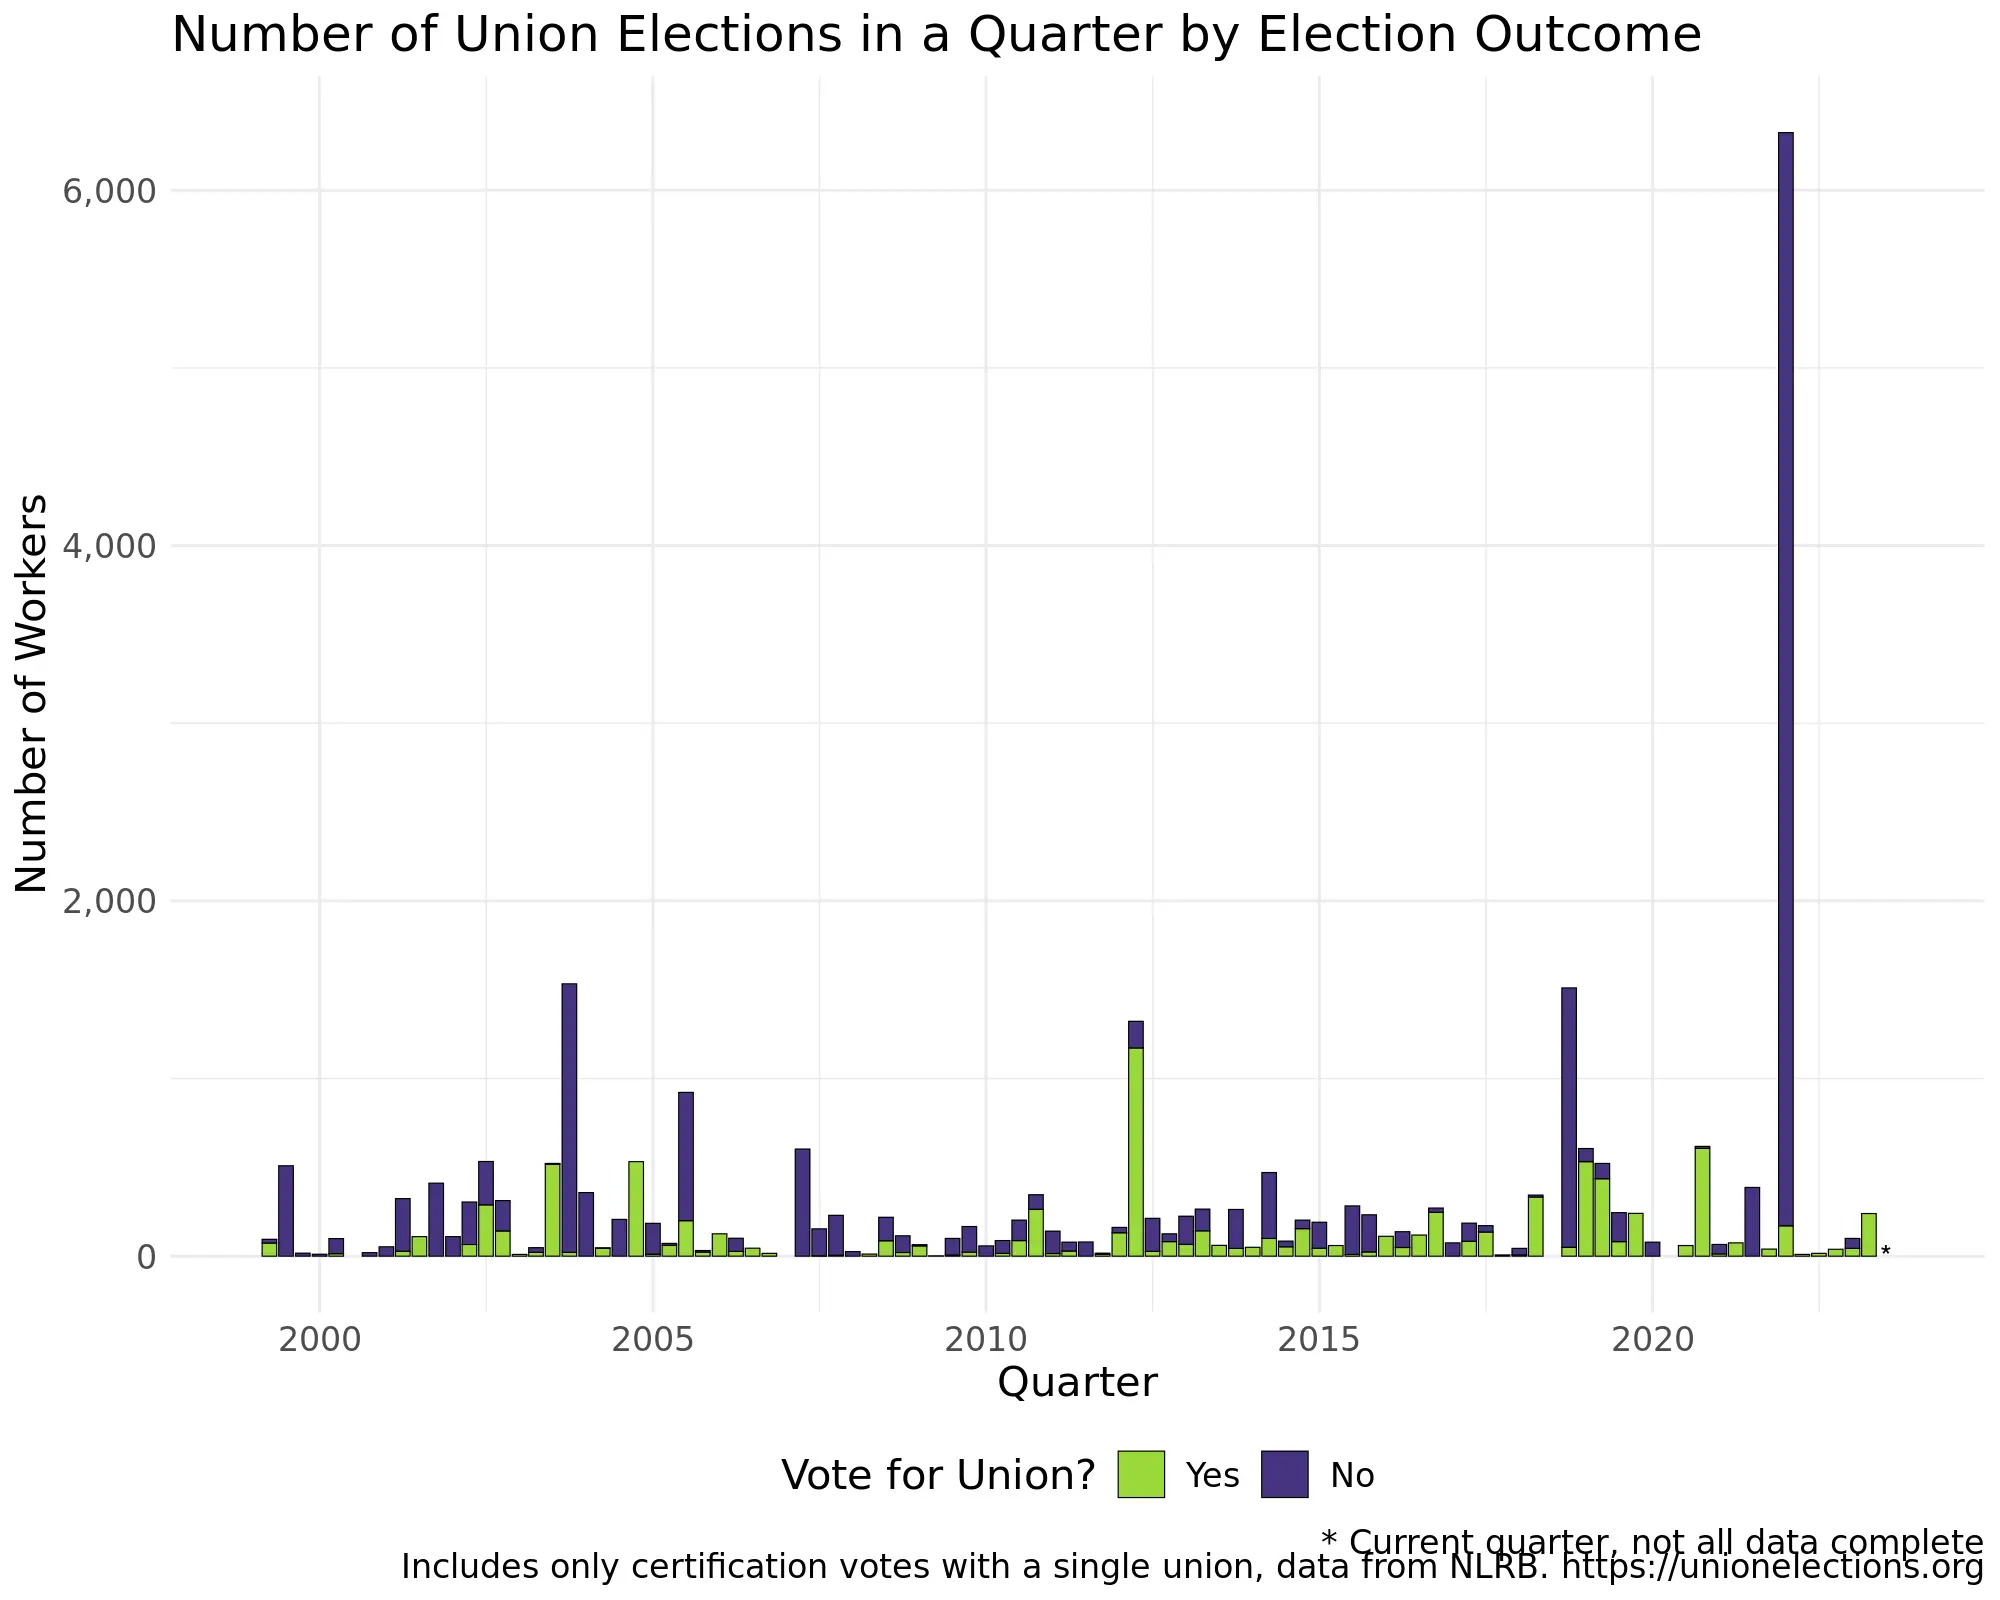 Number of Union Elections in a Quarter by Election Outcome
6,000
4,000
2,000
0
Number of Workers
*
2000 2005 2010 2015 2020
Quarter
Vote for Union? Yes No
* Current quarter, not all data complete
Includes only certification votes with a single union, data from NLRB. https://unionelections.org